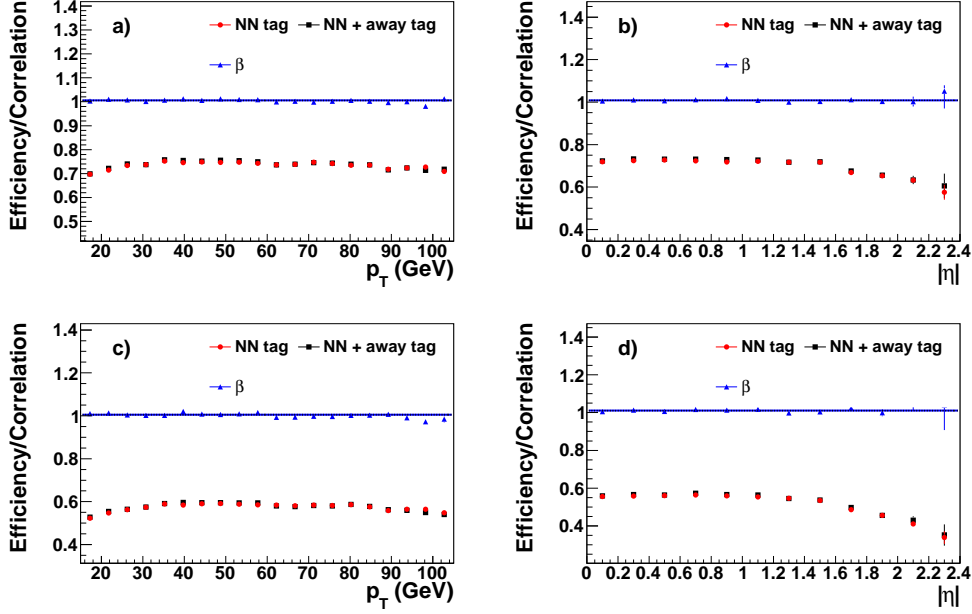 Efficiency/Correlation
a)
NN tag
NN + away tag
β
1.4
1.3
1.2
1.1
1
0.9
0.8
0.7
0.6
0.5
20 30 40 50 60 70 80 90 100
p_T (GeV)
Efficiency/Correlation
b)
NN tag
NN + away tag
β
1.4
1.2
1
0.8
0.6
0.4
0 0.2 0.4 0.6 0.8 1 1.2 1.4 1.6 1.8 2 2.2 2.4
|η|
Efficiency/Correlation
c)
NN tag
NN + away tag
β
1.4
1.2
1
0.8
0.6
0.4
20 30 40 50 60 70 80 90 100
p_T (GeV)
Efficiency/Correlation
d)
NN tag
NN + away tag
β
1.4
1.2
1
0.8
0.6
0.4
0 0.2 0.4 0.6 0.8 1 1.2 1.4 1.6 1.8 2 2.2 2.4
|η|